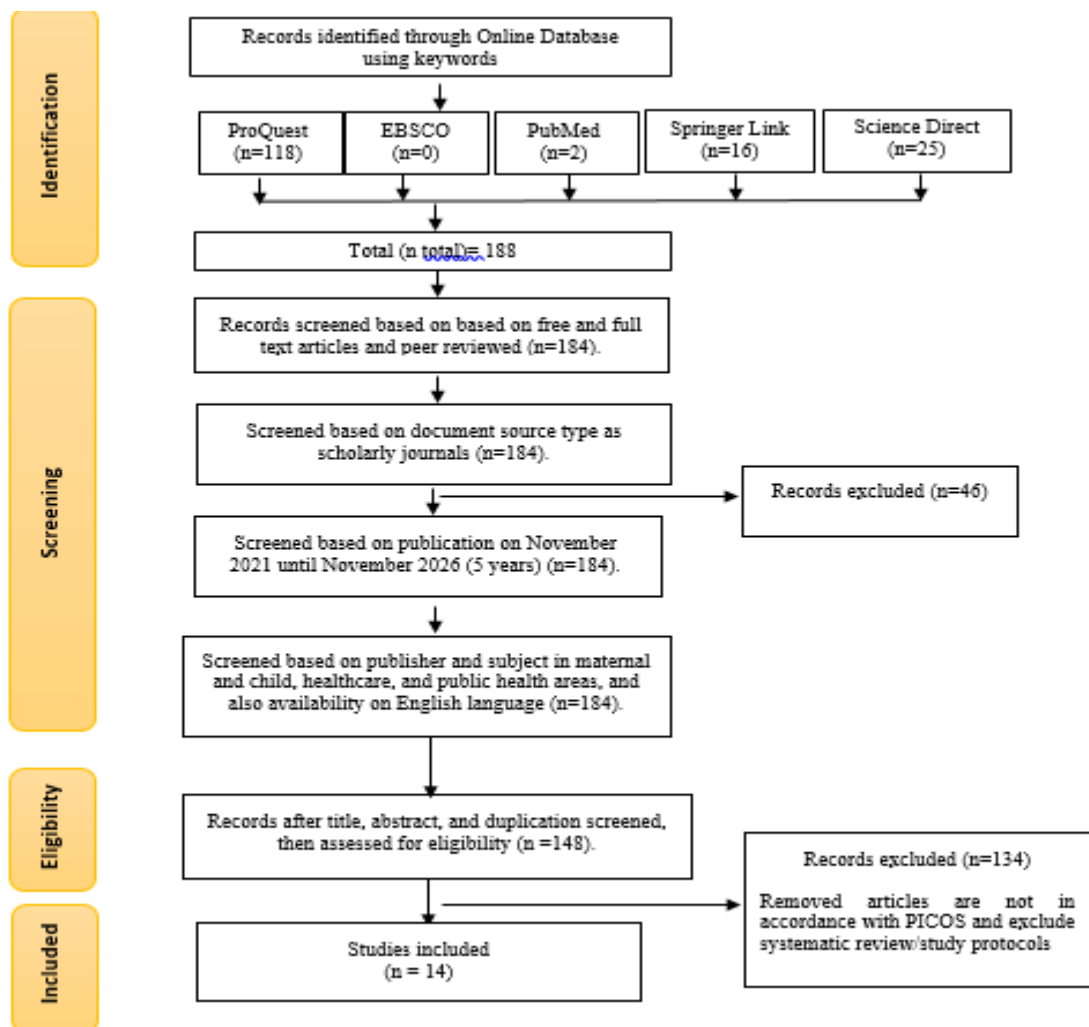 Identification
Records identified through Online Database
using keywords
ProQuest
(n=118)
EBSCO
(n=0)
PubMed
(n=2)
Springer Link
(n=16)
Science Direct
(n=25)
Total (n total)= 188
Screening
Records screened based on based on free and full
text articles and peer reviewed (n=184).
Screened based on document source type as
scholarly journals (n=184).
Records excluded (n=46)
Screened based on publication on November
2021 until November 2026 (5 years) (n=184).
Screened based on publisher and subject in maternal
and child, healthcare, and public health areas, and
also availability on English language (n=184).
Eligibility
Records after title, abstract, and duplication screened,
then assessed for eligibility (n =148).
Records excluded (n=134)
Removed articles are not in
accordance with PICOS and exclude
systematic review/study protocols
Included
Studies included
(n = 14)